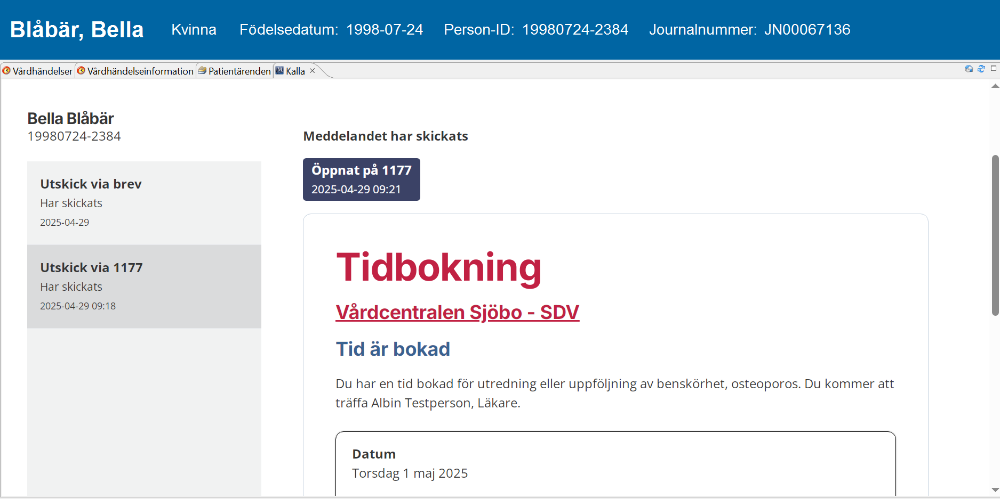 Blåbär, Bella Kvinna Födelsedatum: 1998-07-24 Person-ID: 19980724-2384 Journalnummer: JN00067136
Vårdhändelser Vårdhändelseinformation Patientärenden Kalla
Bella Blåbär
19980724-2384
Utskick via brev
Har skickats
2025-04-29
Utskick via 1177
Har skickats
2025-04-29 09:18
Meddelandet har skickats
Öppnat på 1177
2025-04-29 09:21
Tidbokning
Vårdcentralen Sjöbo - SDV
Tid är bokad
Du har en tid bokad för utredning eller uppföljning av benskörhet, osteoporos. Du kommer att
träffa Albin Testperson, Läkare.
Datum
Torsdag 1 maj 2025